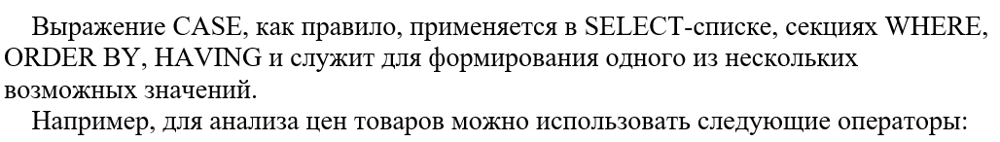 Выражение CASE, как правило, применяется в SELECT-списке, секциях WHERE,
ORDER BY, HAVING и служит для формирования одного из нескольких
возможных значений.
Например, для анализа цен товаров можно использовать следующие операторы: